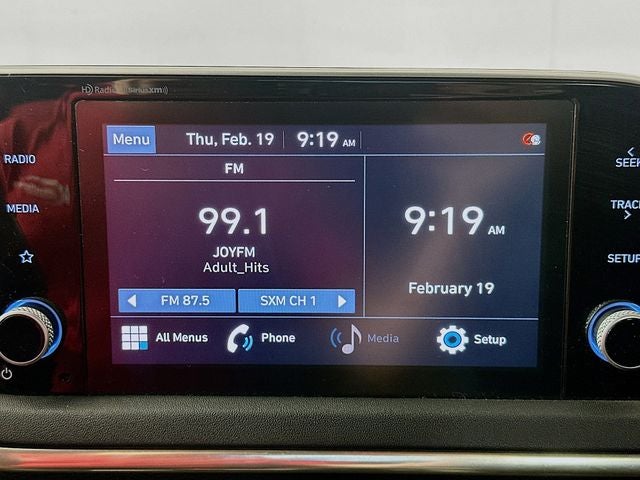 HD Radio SiriusXM
Menu Thu, Feb. 19 9:19 AM
FM
99.1
JOYFM
Adult_Hits
FM 87.5 SXM CH 1
9:19 AM
February 19
All Menus Phone Media Setup
RADIO
MEDIA
SEEK
TRACK
SETUP